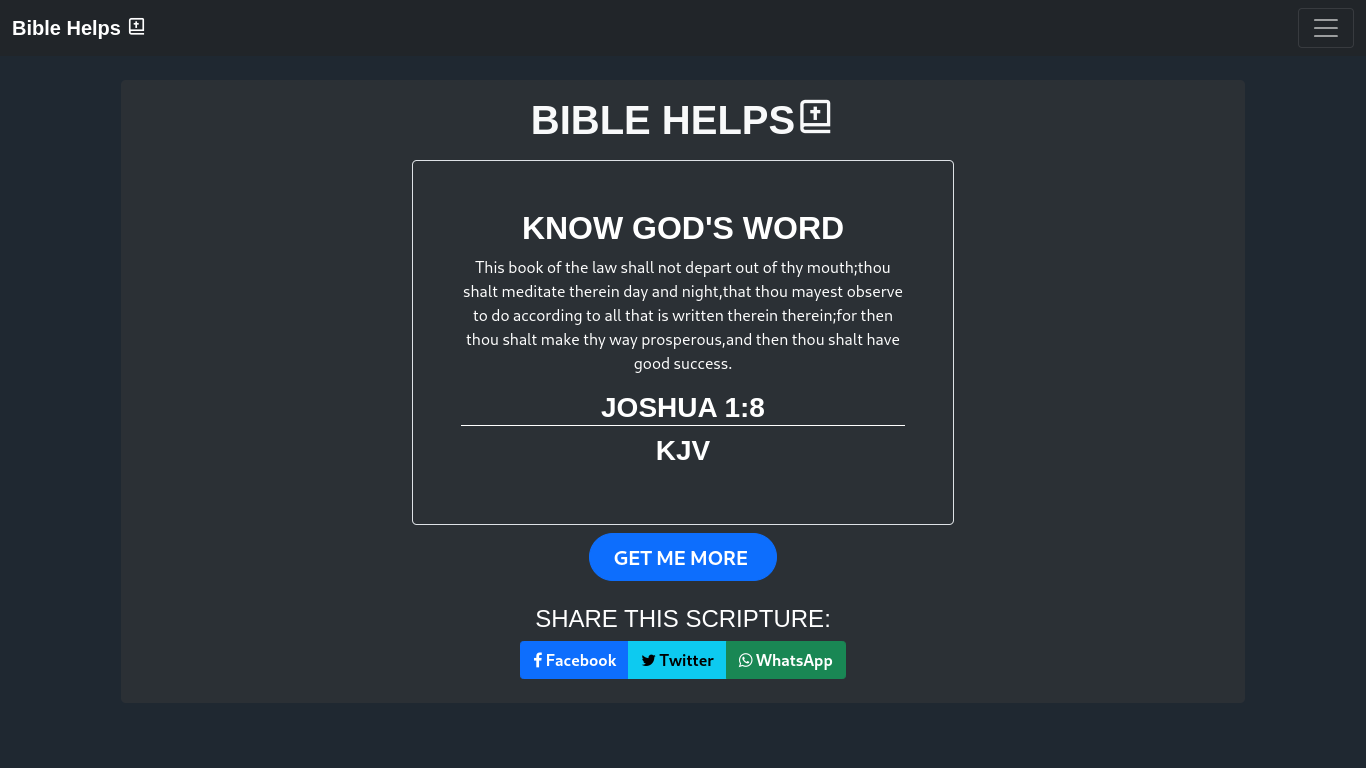 Bible Helps
BIBLE HELPS
KNOW GOD'S WORD
This book of the law shall not depart out of thy mouth;thou
shalt meditate therein day and night,that thou mayest observe
to do according to all that is written therein therein;for then
thou shalt make thy way prosperous,and then thou shalt have
good success.
JOSHUA 1:8
KJV
GET ME MORE
SHARE THIS SCRIPTURE:
Facebook Twitter WhatsApp